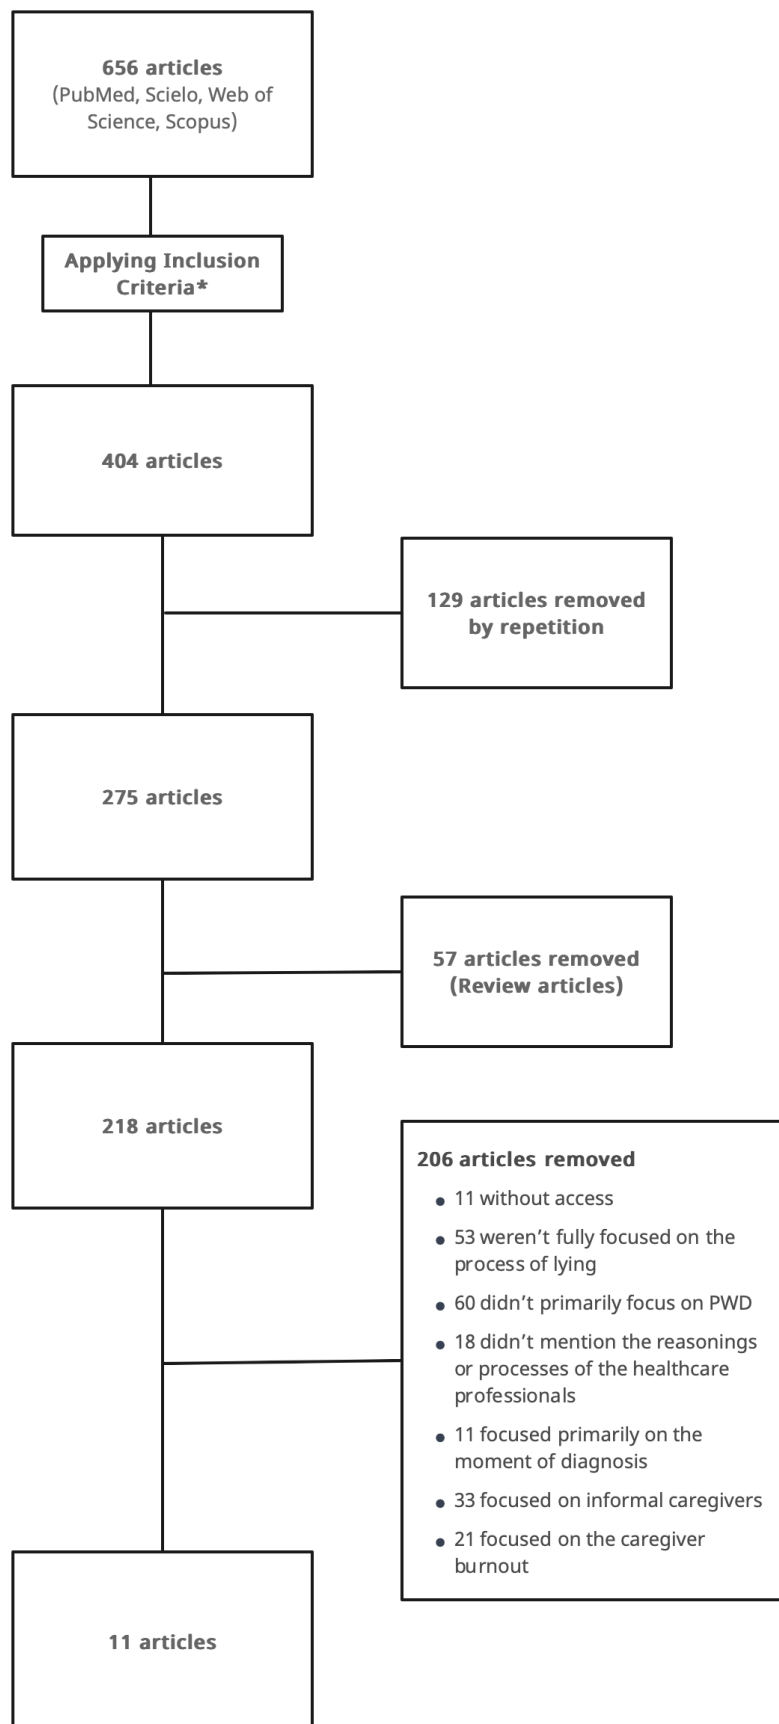 656 articles
(PubMed, Scielo, Web of
Science, Scopus)
Applying Inclusion
Criteria*
404 articles
129 articles removed
by repetition
275 articles
57 articles removed
(Review articles)
218 articles
206 articles removed
• 11 without access
• 53 weren't fully focused on the
process of lying
• 60 didn't primarily focus on PWD
• 18 didn't mention the reasonings
or processes of the healthcare
professionals
• 11 focused primarily on the
moment of diagnosis
• 33 focused on informal caregivers
• 21 focused on the caregiver
burnout
11 articles